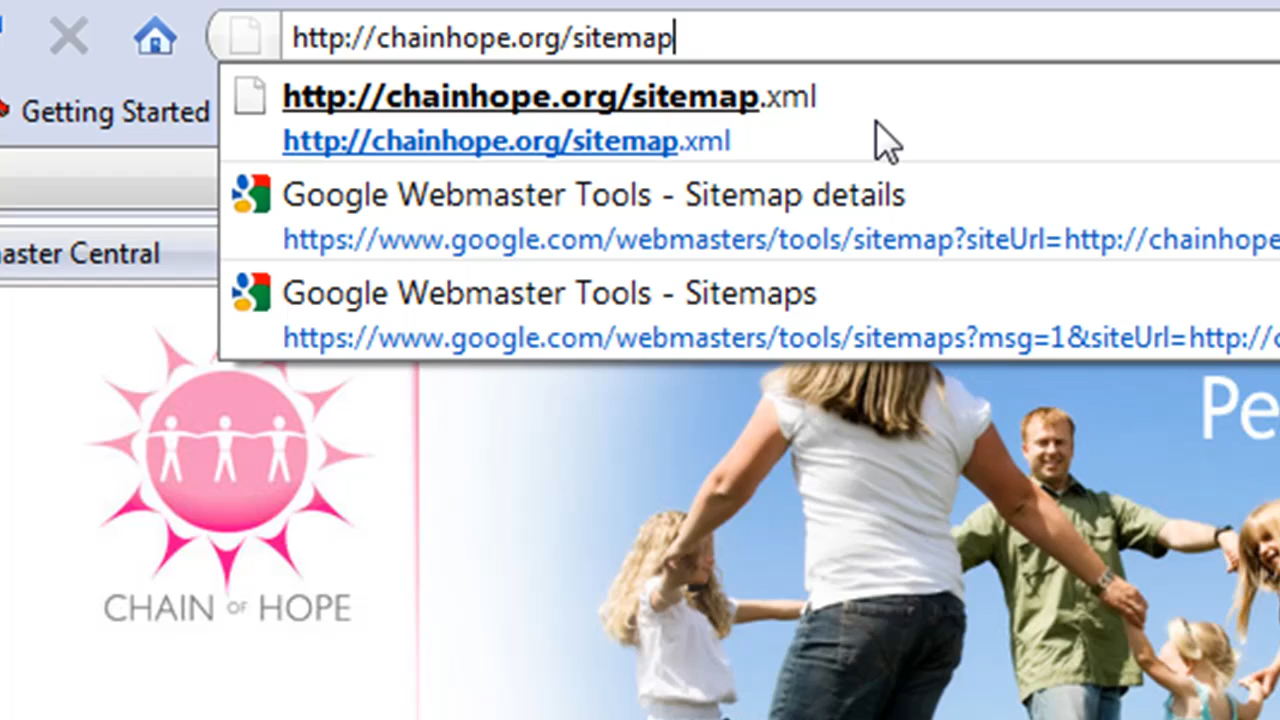 http://chainhope.org/sitemap
http://chainhope.org/sitemap.xml
Getting Started
http://chainhope.org/sitemap.xml
Google Webmaster Tools - Sitemap details
https://www.google.com/webmasters/tools/sitemap?siteUrl=http://chainhope
aster Central
Google Webmaster Tools - Sitemaps
https://www.google.com/webmasters/tools/sitemaps?msg=1&siteUrl=http://c
Pe
CHAIN OF HOPE